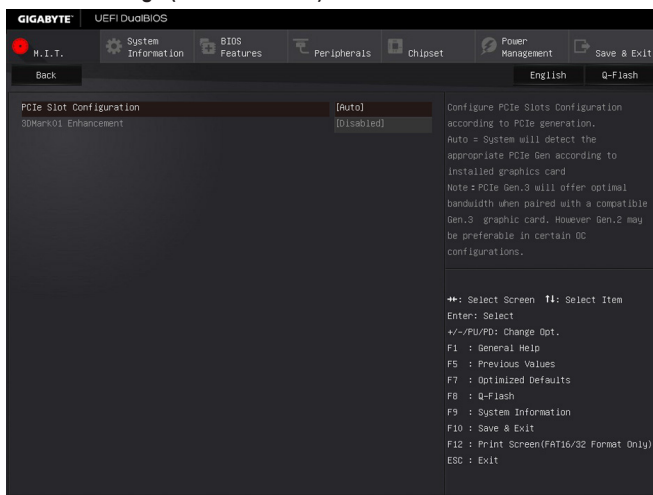 GIGABYTE™ UEFI DualBIOS
M.I.T. System Information BIOS Features Peripherals Chipset Power Management Save & Exit
Back English Q-Flash
PCIe Slot Configuration [Auto]
3DMark01 Enhancement [Disabled]
Configure PCIe Slots Configuration
according to PCIe generation.
Auto = System will detect the
appropriate PCIe Gen according to
installed graphics card
Note：PCIe Gen.3 will offer optimal
bandwidth when paired with a compatible
Gen.3 graphic card. However Gen.2 may
be preferable in certain OC
configurations.
→←: Select Screen ↑↓: Select Item
Enter: Select
+/-/PU/PD: Change Opt.
F1 : General Help
F5 : Previous Values
F7 : Optimized Defaults
F8 : Q-Flash
F9 : System Information
F10 : Save & Exit
F12 : Print Screen(FAT16/32 Format Only)
ESC : Exit